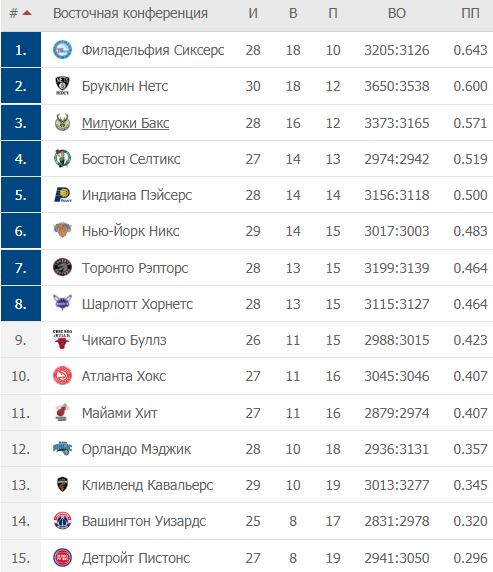 # Восточная конференция И В П ВО ПП
1. Филадельфия Сиксерс 28 18 10 3205:3126 0.643
2. Бруклин Нетс 30 18 12 3650:3538 0.600
3. Милуоки Бакс 28 16 12 3373:3165 0.571
4. Бостон Селтикс 27 14 13 2974:2942 0.519
5. Индиана Пэйсерс 28 14 14 3156:3118 0.500
6. Нью-Йорк Никс 29 14 15 3017:3003 0.483
7. Торонто Рэпторс 28 13 15 3199:3139 0.464
8. Шарлотт Хорнетс 28 13 15 3115:3127 0.464
9. Чикаго Буллз 26 11 15 2988:3015 0.423
10. Атланта Хокс 27 11 16 3045:3046 0.407
11. Майами Хит 27 11 16 2879:2974 0.407
12. Орландо Мэджик 28 10 18 2936:3131 0.357
13. Кливленд Кавальерс 29 10 19 3013:3277 0.345
14. Вашингтон Уизардс 25 8 17 2831:2978 0.320
15. Детройт Пистонс 27 8 19 2941:3050 0.296